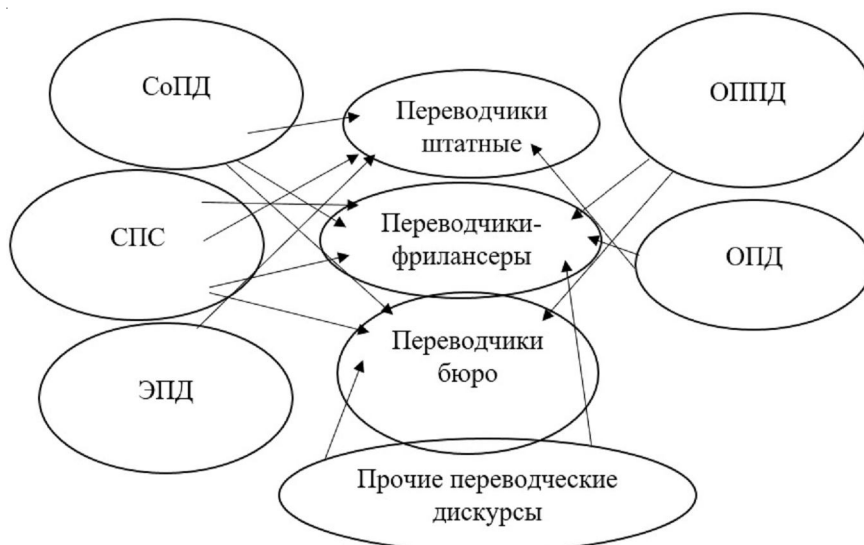 СоПД
Переводчики
штатные
ОППД
СПС
Переводчики-
фрилансеры
ОПД
ЭПД
Переводчики
бюро
Прочие переводческие
дискурсы